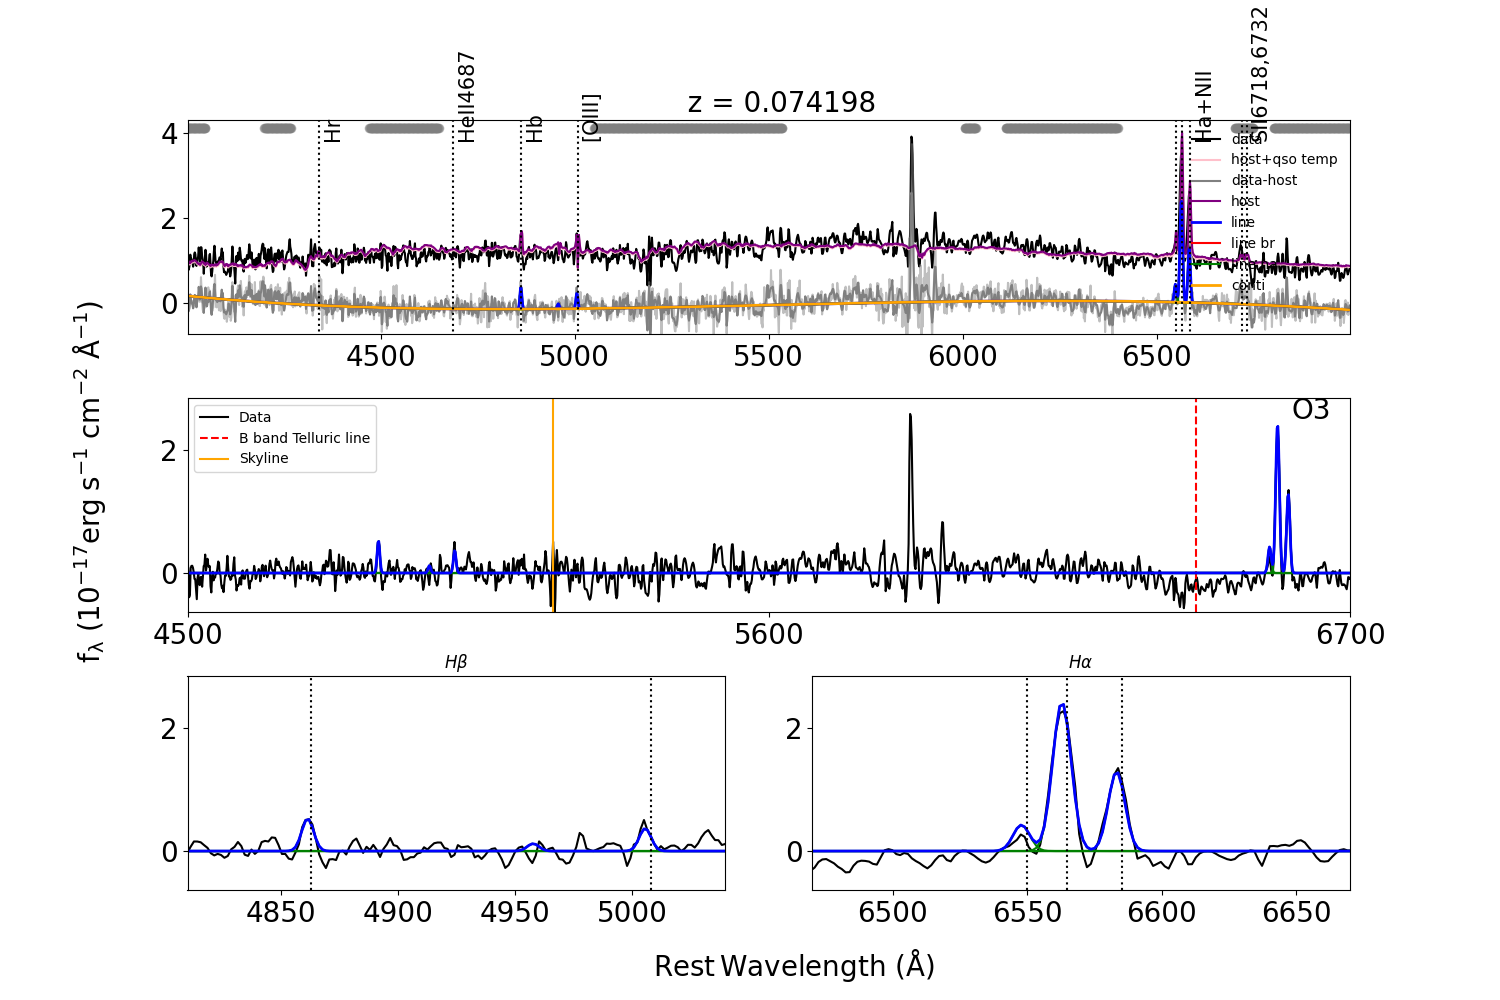 z = 0.074198
Hr
HeII4687
Hb
[OIII]
Ha+NII
SII6718,6732
data
host+qso temp
data-host
host
line
line br
conti
4
2
0
4500 5000 5500 6000 6500
fλ (10⁻¹⁷erg s⁻¹ cm⁻² Å⁻¹)
Data
B band Telluric line
Skyline
O3
2
0
4500 5600 6700
Hβ
2
0
4850 4900 4950 5000
Hα
2
0
6500 6550 6600 6650
Rest Wavelength (Å)